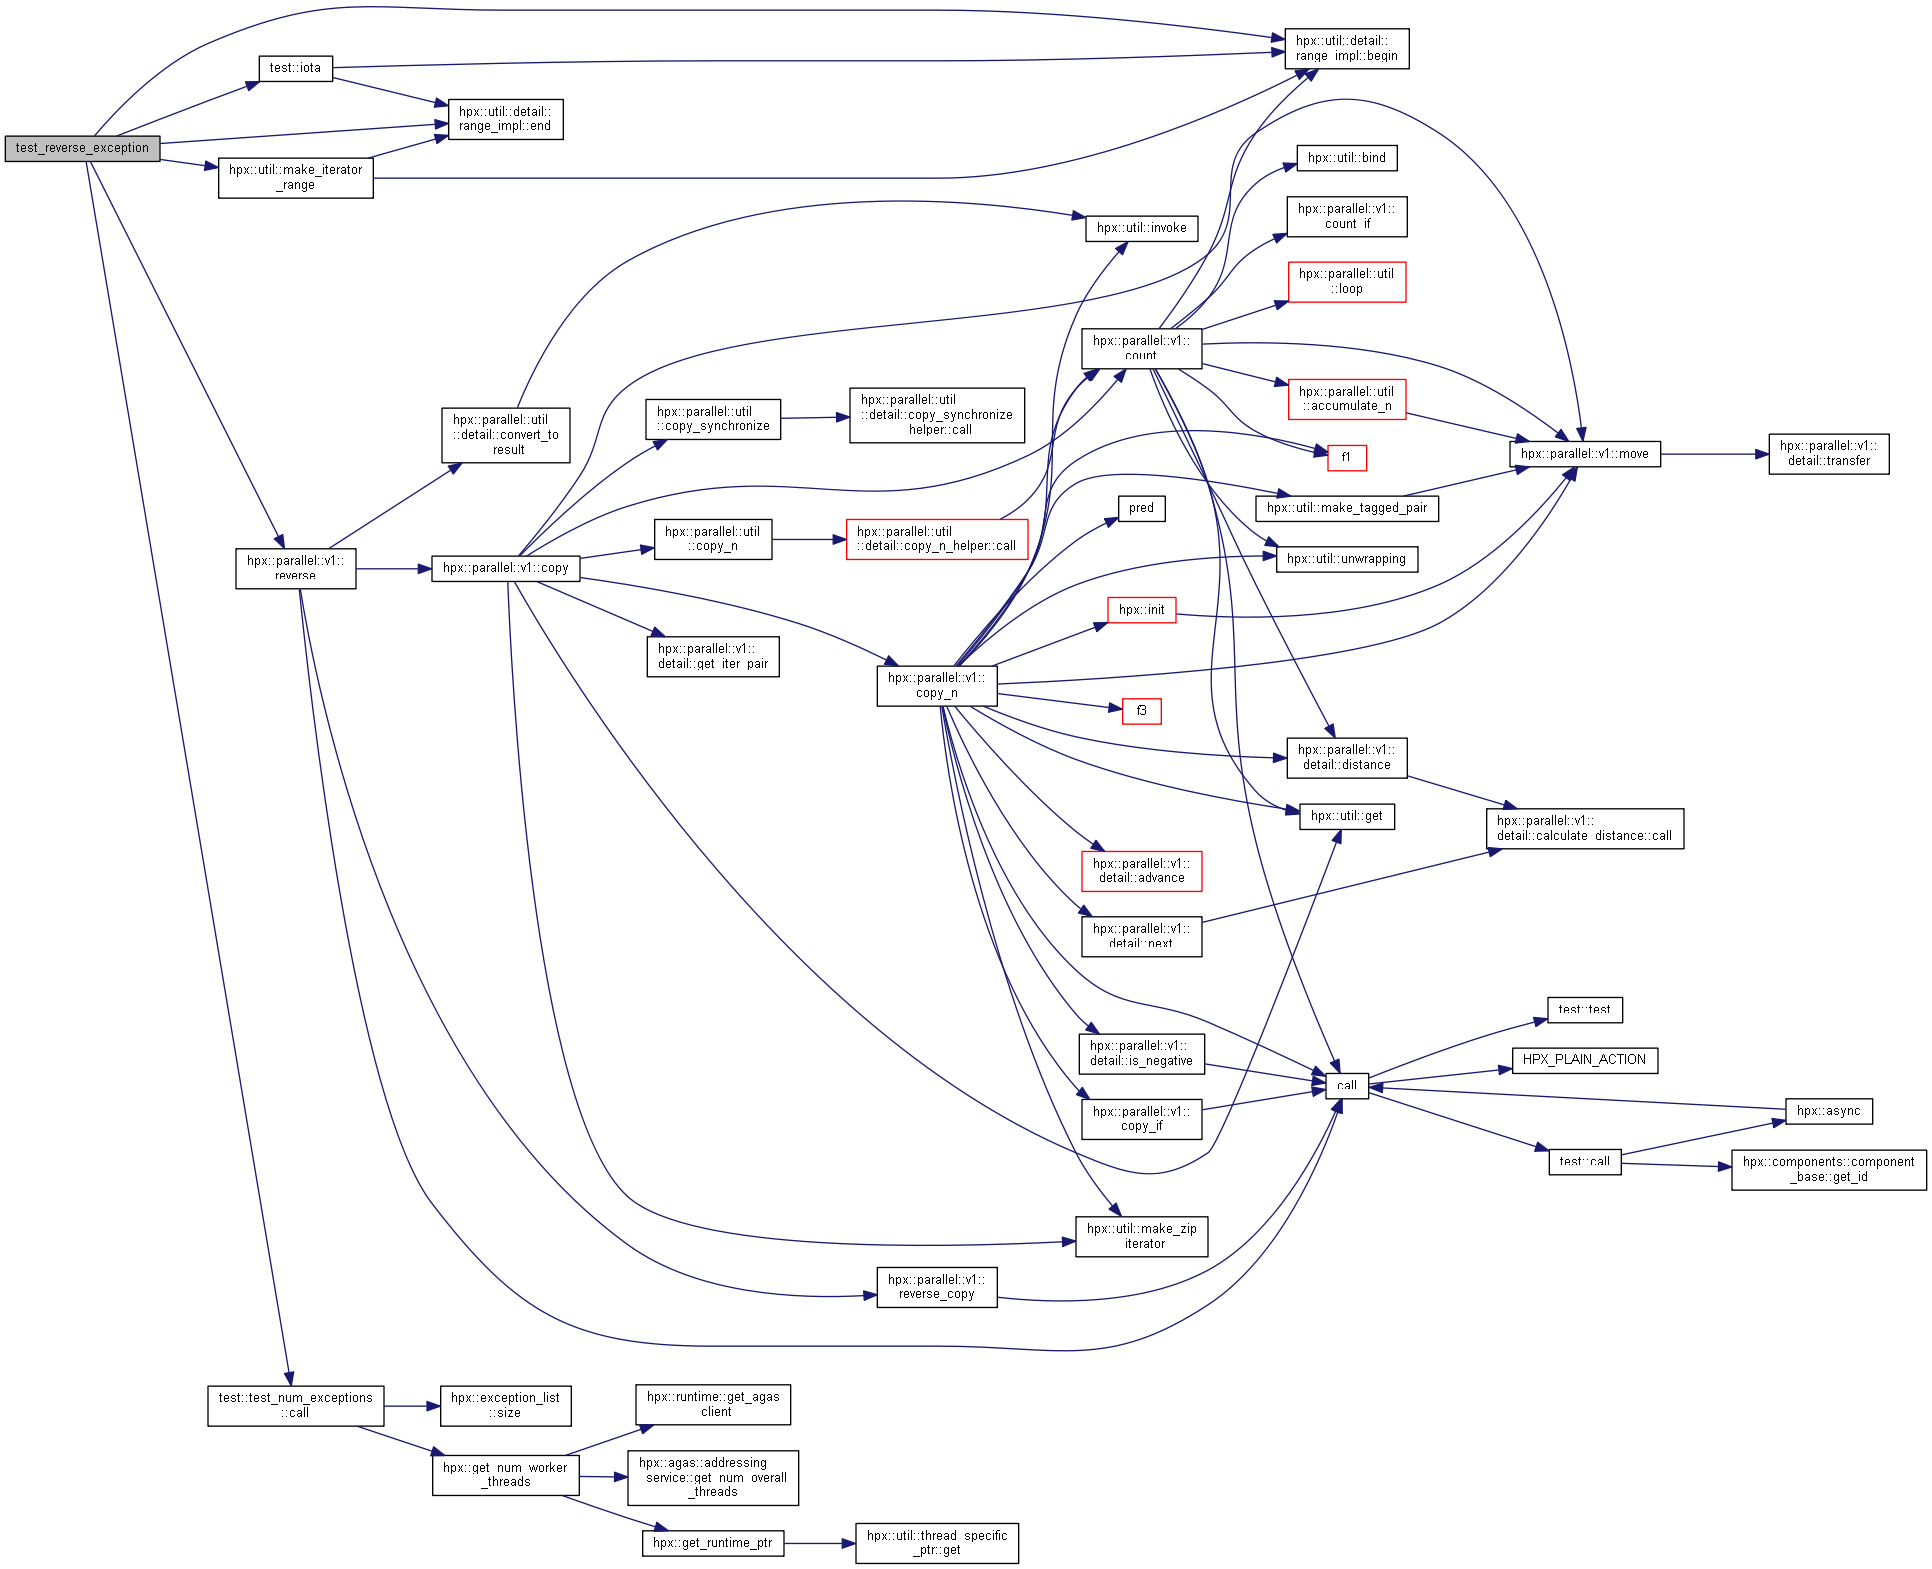 test_reverse_exception
test::iota
hpx::util::detail::
range_impl::end
hpx::util::make_iterator
_range
hpx::util::detail::
range_impl::begin
hpx::parallel::v1::
reverse
hpx::parallel::util
::detail::convert_to
_result
hpx::parallel::v1::copy
hpx::util::invoke
hpx::parallel::util
::copy_synchronize
hpx::parallel::util
::detail::copy_synchronize
_helper::call
hpx::parallel::util
::copy_n
hpx::parallel::util
::detail::copy_n_helper::call
hpx::parallel::v1::
detail::get_iter_pair
hpx::parallel::v1::
copy_n
hpx::parallel::v1::
count
hpx::util::bind
hpx::parallel::v1::
count_if
hpx::parallel::util
::loop
hpx::parallel::util
::accumulate_n
f1
hpx::parallel::v1::move
hpx::parallel::v1::
detail::transfer
hpx::util::make_tagged_pair
pred
hpx::util::unwrapping
hpx::init
f3
hpx::parallel::v1::
detail::distance
hpx::util::get
hpx::parallel::v1::
detail::calculate_distance::call
hpx::parallel::v1::
detail::advance
hpx::parallel::v1::
detail::next
hpx::parallel::v1::
detail::is_negative
hpx::parallel::v1::
copy_if
call
test::test
HPX_PLAIN_ACTION
test::call
hpx::async
hpx::components::component
_base::get_id
hpx::util::make_zip
_iterator
hpx::parallel::v1::
reverse_copy
test::test_num_exceptions
::call
hpx::exception_list
::size
hpx::get_num_worker
_threads
hpx::runtime::get_agas
_client
hpx::agas::addressing
_service::get_num_overall
_threads
hpx::get_runtime_ptr
hpx::util::thread_specific
_ptr::get